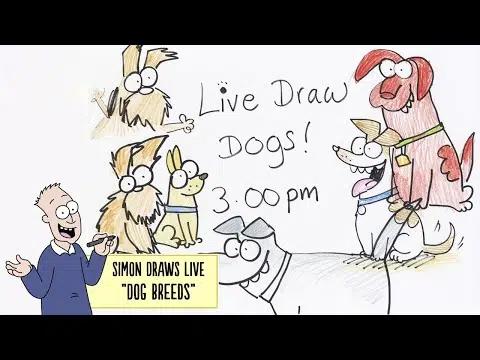 Live Draw
Dogs!
3.00pm
SIMON DRAWS LIVE
"DOG BREEDS"